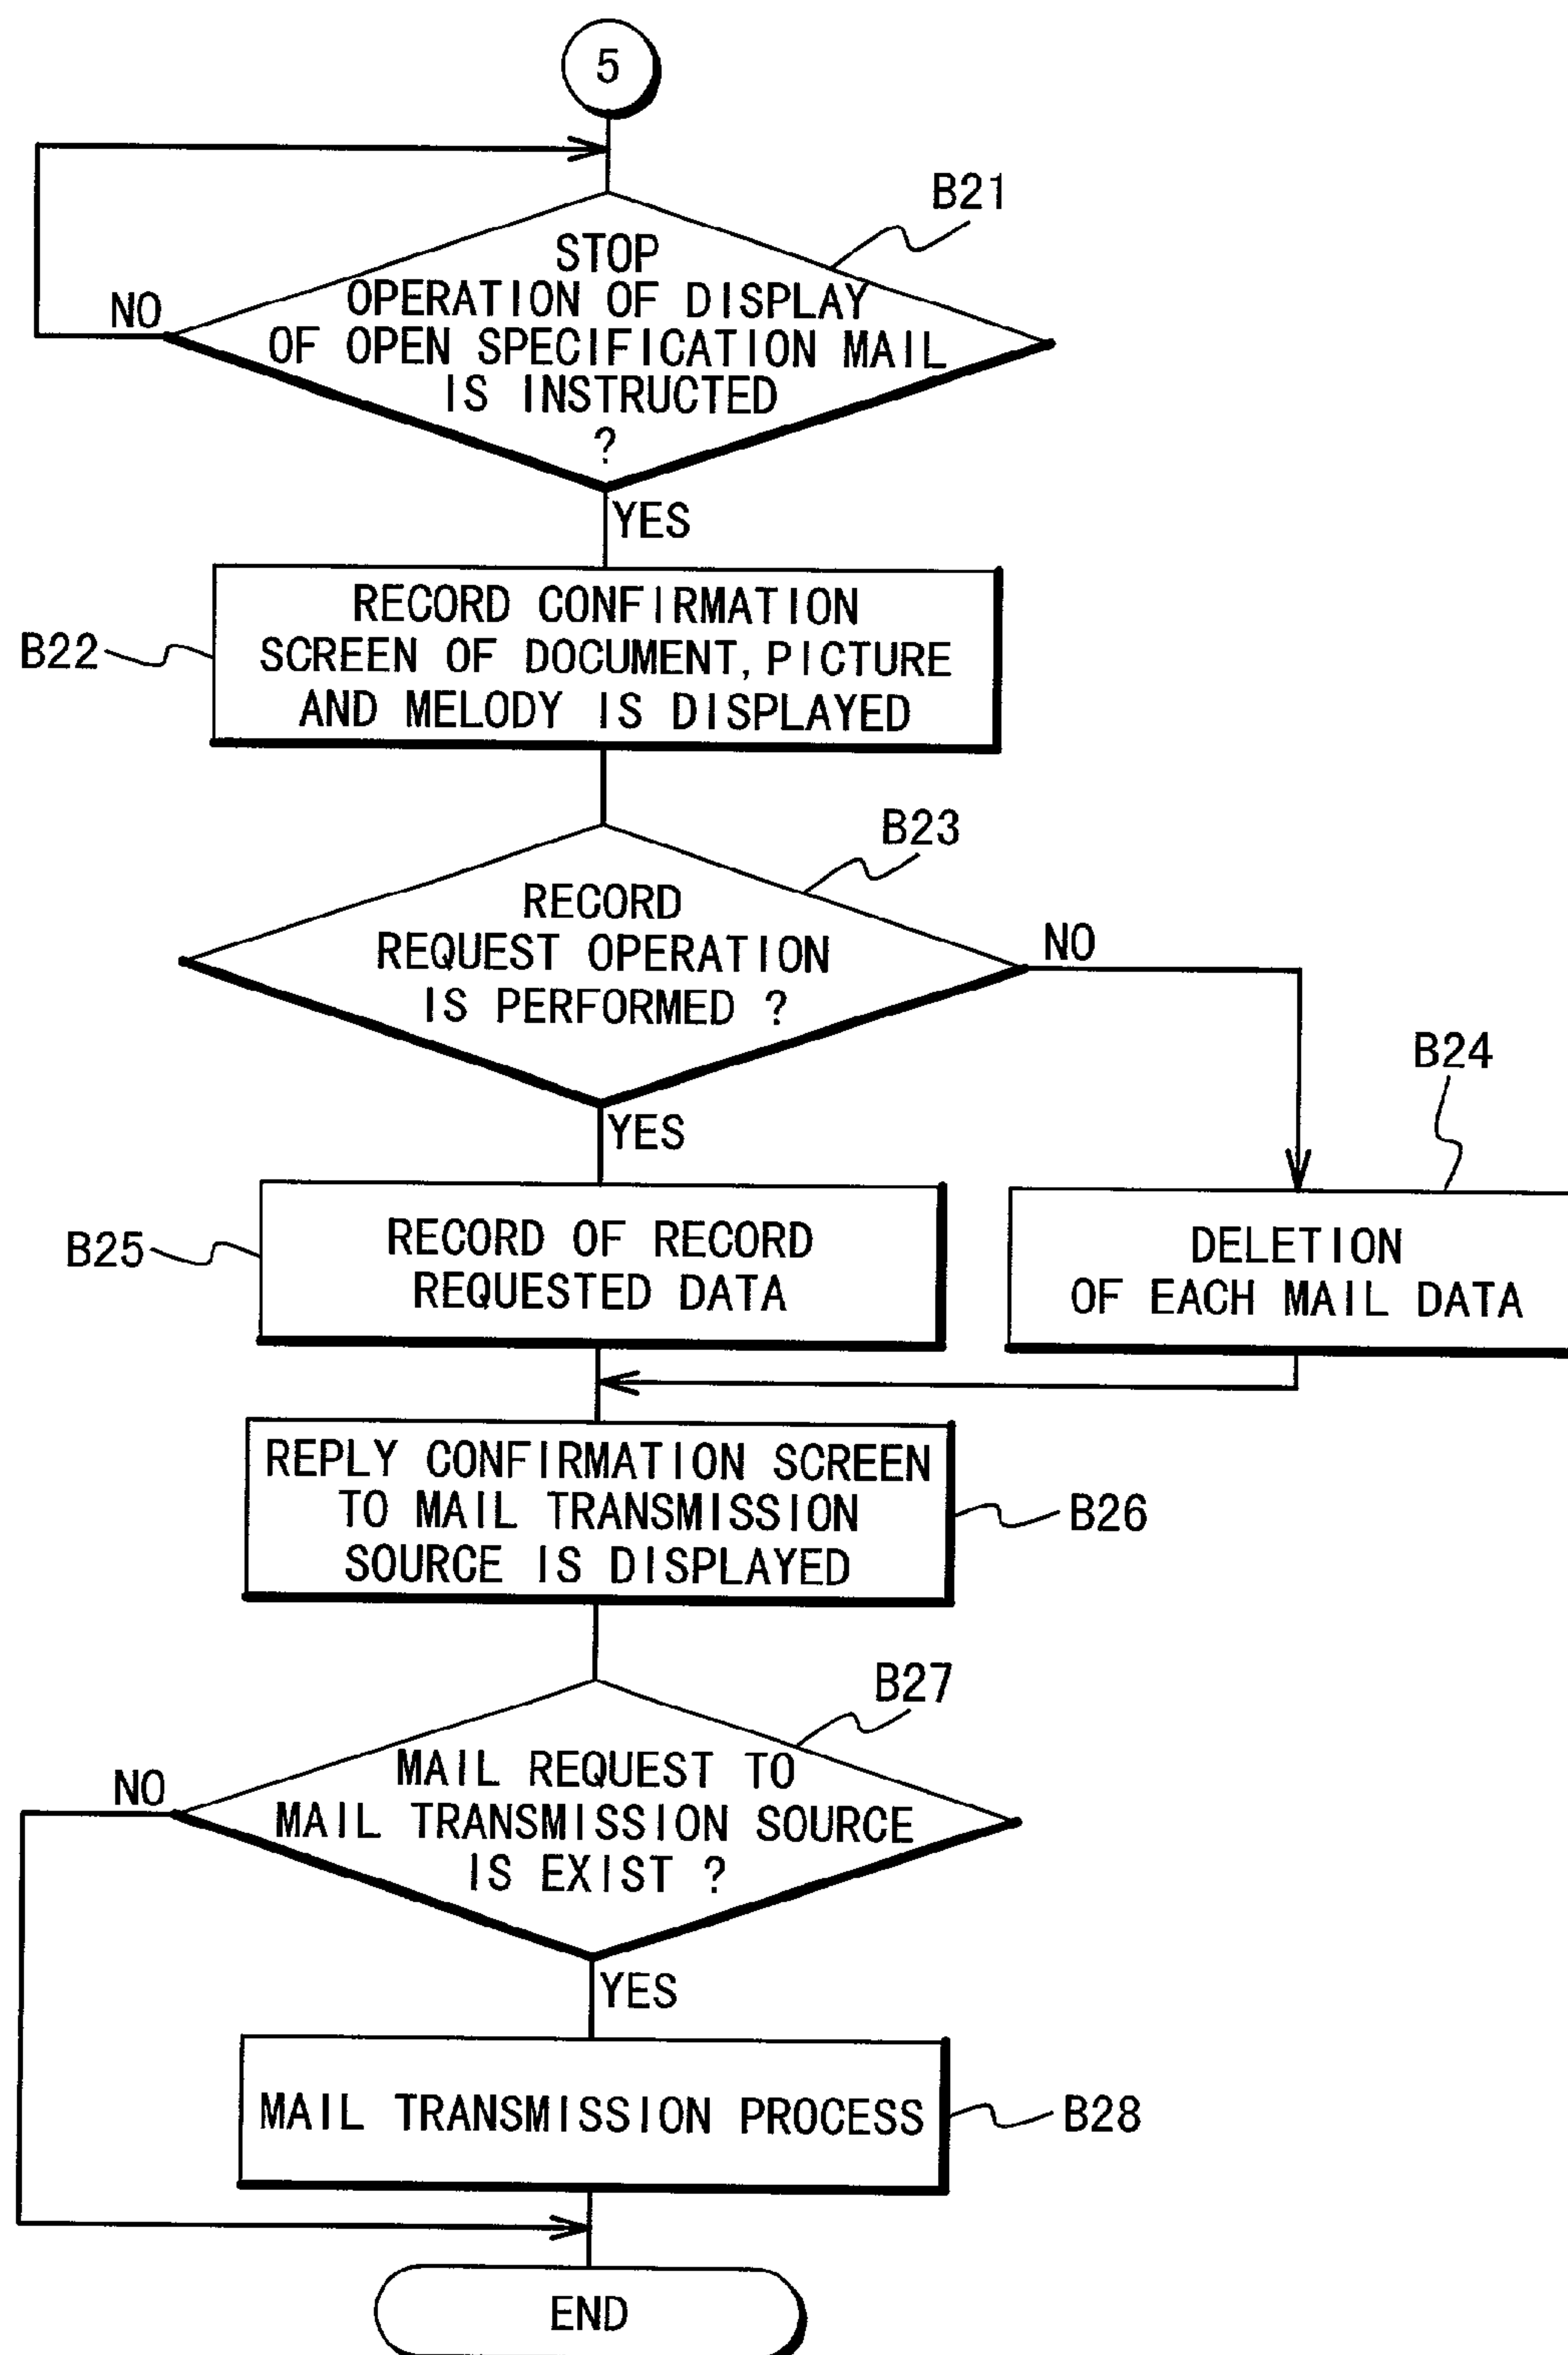 5
B21
STOP
OPERATION OF DISPLAY
OF OPEN SPECIFICATION MAIL
IS INSTRUCTED
?
NO
YES
RECORD CONFIRMATION
SCREEN OF DOCUMENT, PICTURE
AND MELODY IS DISPLAYED
B22
B23
RECORD
REQUEST OPERATION
IS PERFORMED ?
NO
YES
B24
DELETION
OF EACH MAIL DATA
B25
RECORD OF RECORD
REQUESTED DATA
REPLY CONFIRMATION SCREEN
TO MAIL TRANSMISSION
SOURCE IS DISPLAYED
B26
B27
MAIL REQUEST TO
MAIL TRANSMISSION SOURCE
IS EXIST ?
NO
YES
MAIL TRANSMISSION PROCESS
B28
END